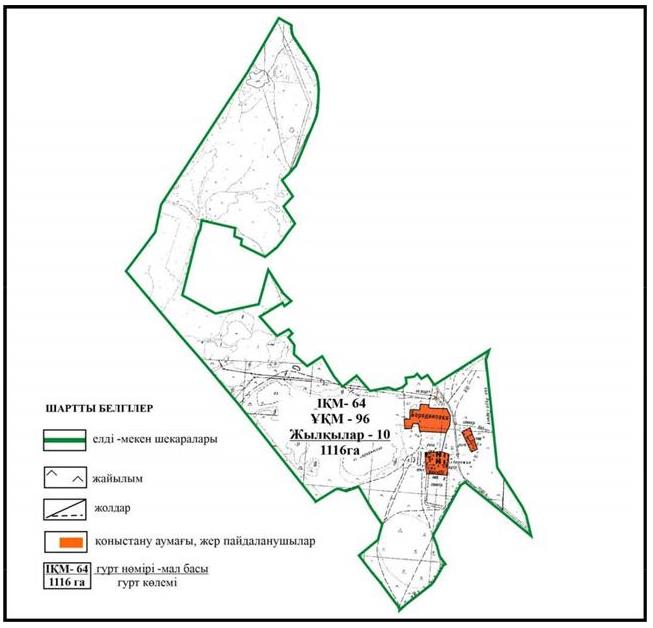 ІҚМ- 64
ҰҚМ - 96
Жылқылар - 10
1116га
Бородиновка
ШАРТТЫ БЕЛГІЛЕР
елді -мекен шекаралары
жайылым
жолдар
қоныстану аумағы, жер пайдаланушылар
ІҚМ- 64
1116 га
гурт нөмірі -мал басы
гурт көлемі